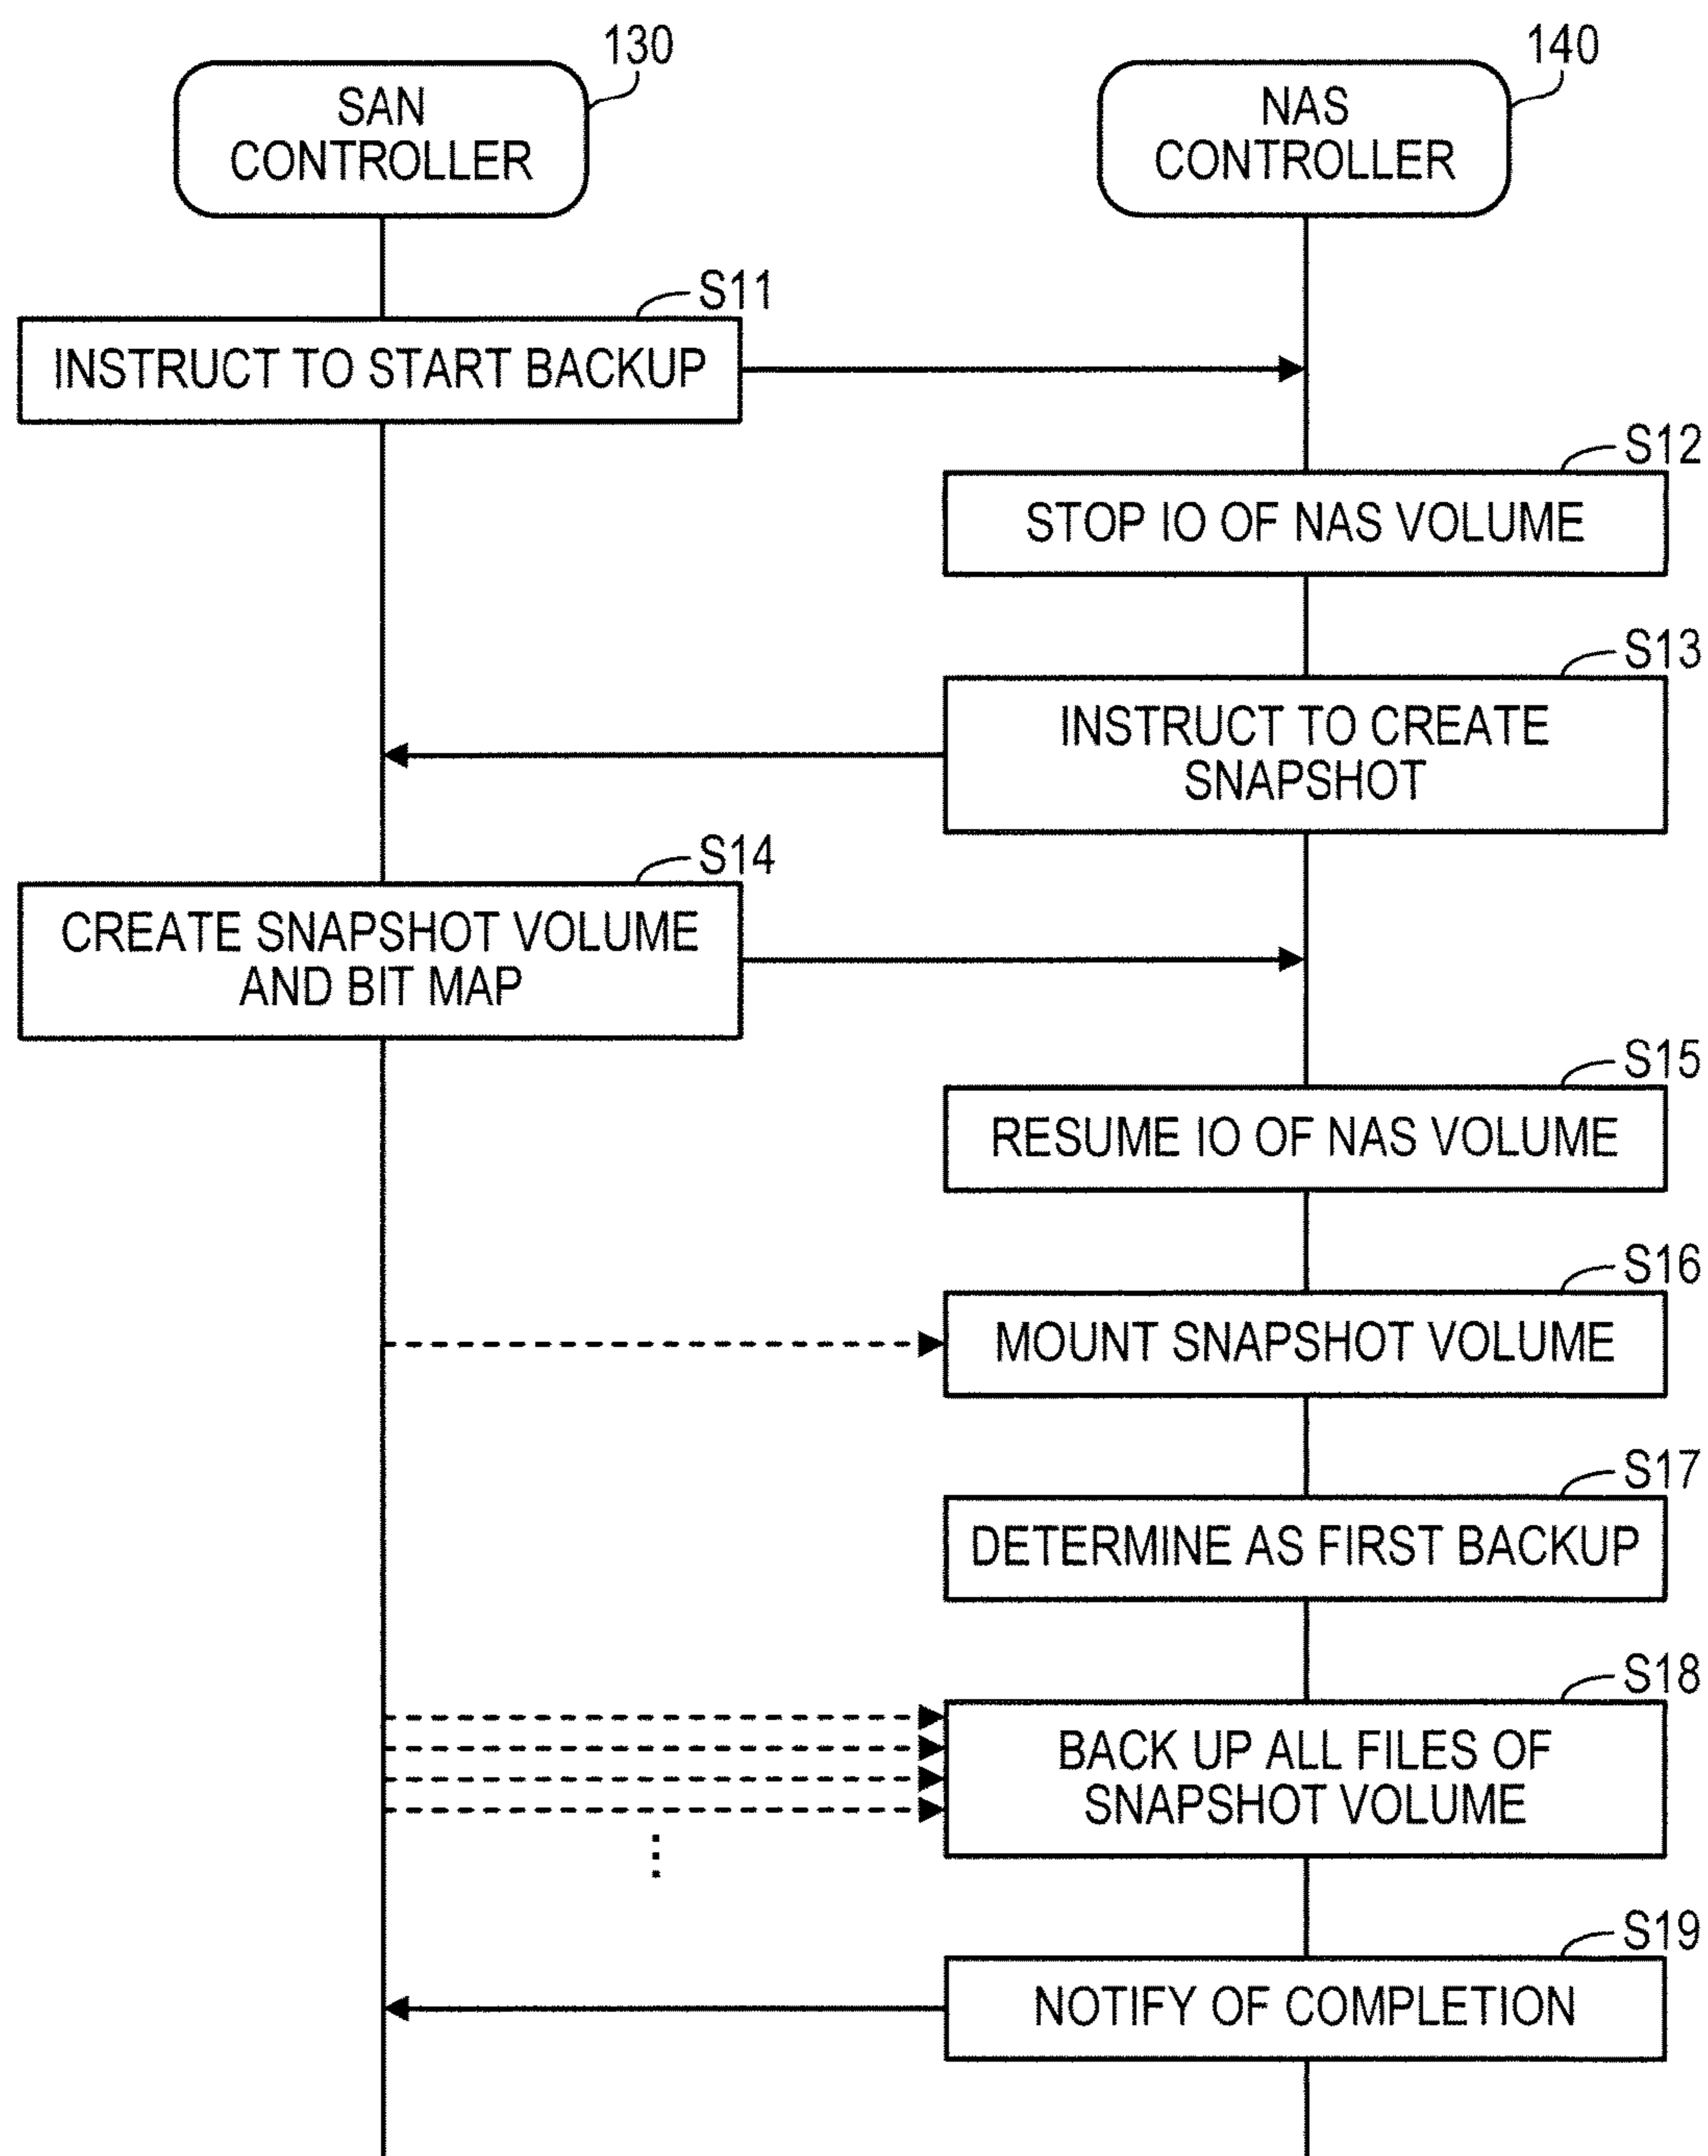 130
SAN
CONTROLLER
140
NAS
CONTROLLER
S11
INSTRUCT TO START BACKUP
S12
STOP IO OF NAS VOLUME
S13
INSTRUCT TO CREATE
SNAPSHOT
S14
CREATE SNAPSHOT VOLUME
AND BIT MAP
S15
RESUME IO OF NAS VOLUME
S16
MOUNT SNAPSHOT VOLUME
S17
DETERMINE AS FIRST BACKUP
S18
BACK UP ALL FILES OF
SNAPSHOT VOLUME
S19
NOTIFY OF COMPLETION